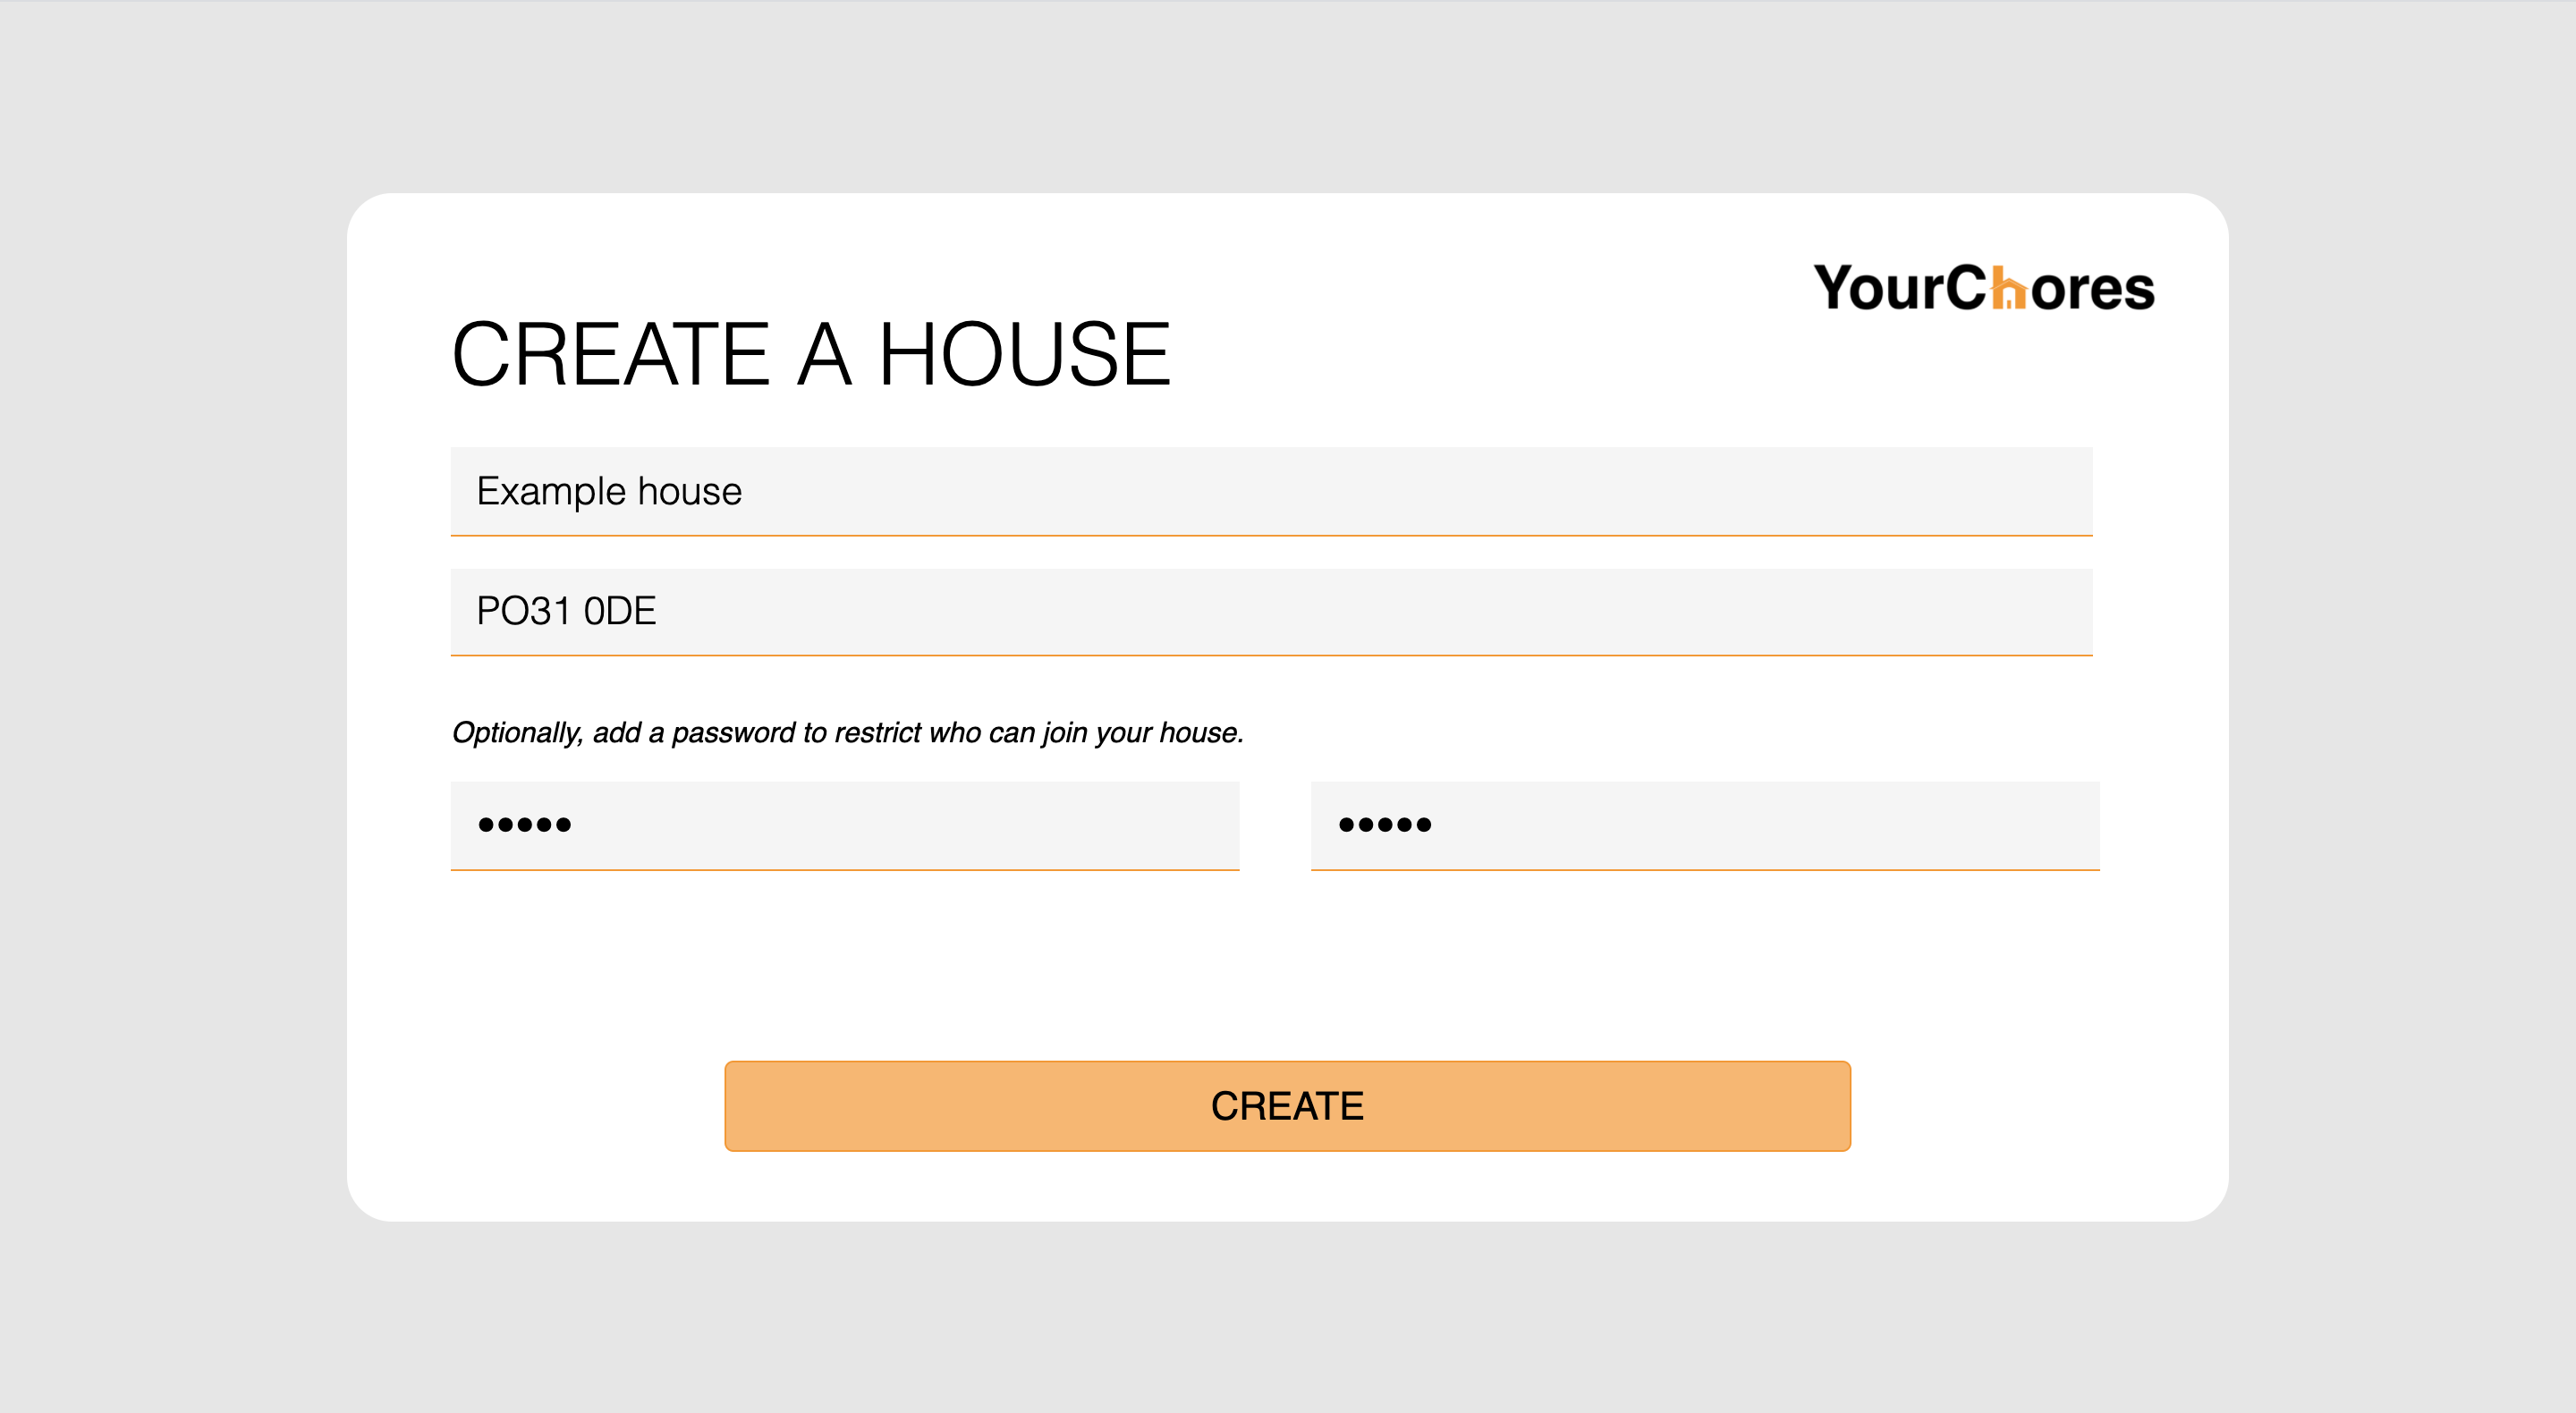 YourChores
CREATE A HOUSE
Example house
PO31 0DE
Optionally, add a password to restrict who can join your house.
••••• •••••
CREATE